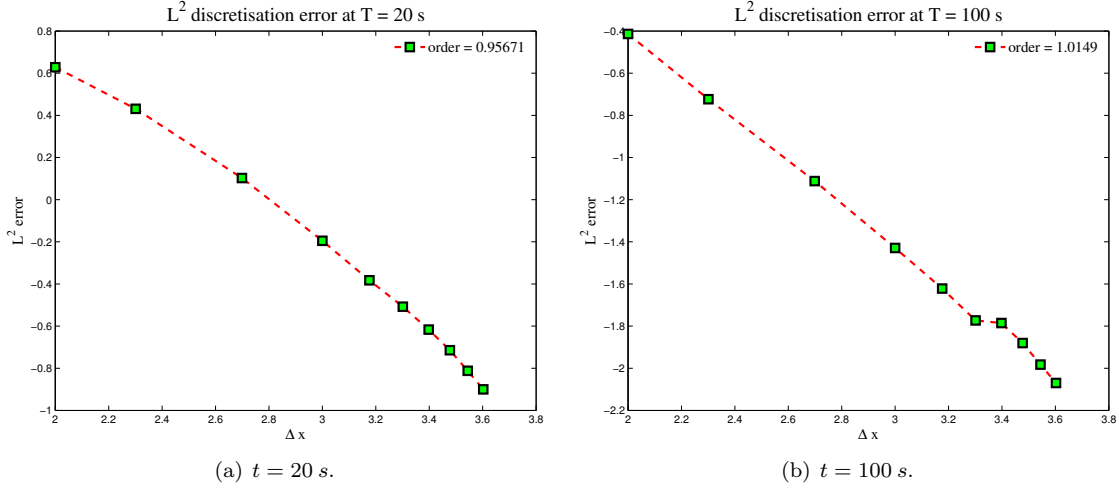 L² discretisation error at T = 20 s
0.8
0.6
0.4
0.2
0
−0.2
−0.4
−0.6
−0.8
−1
L² error
order = 0.95671
2 2.2 2.4 2.6 2.8 3 3.2 3.4 3.6 3.8
Δ x
(a) t = 20 s.
L² discretisation error at T = 100 s
−0.4
−0.6
−0.8
−1
−1.2
−1.4
−1.6
−1.8
−2
−2.2
L² error
order = 1.0149
2 2.2 2.4 2.6 2.8 3 3.2 3.4 3.6 3.8
Δ x
(b) t = 100 s.